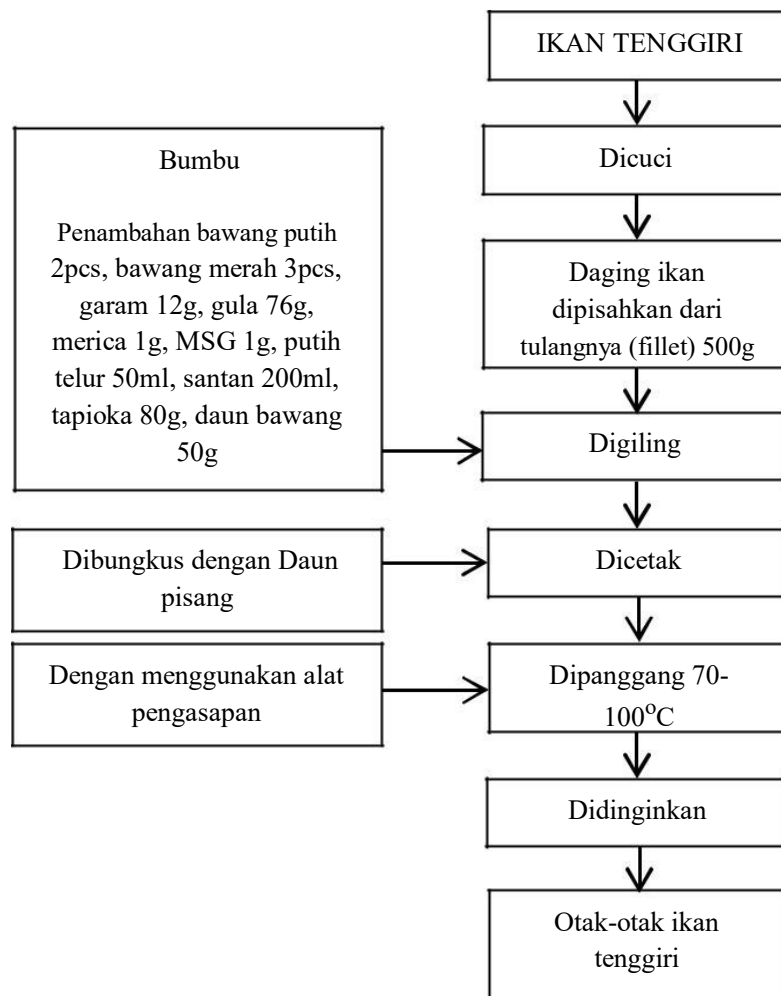 IKAN TENGGIRI
Dicuci
Bumbu
Penambahan bawang putih
2pcs, bawang merah 3pcs,
garam 12g, gula 76g,
merica 1g, MSG 1g, putih
telur 50ml, santan 200ml,
tapioka 80g, daun bawang
50g
Daging ikan
dipisahkan dari
tulangnya (fillet) 500g
Digiling
Dibungkus dengan Daun
pisang
Dicetak
Dengan menggunakan alat
pengasapan
Dipanggang 70-
100°C
Didinginkan
Otak-otak ikan
tenggiri